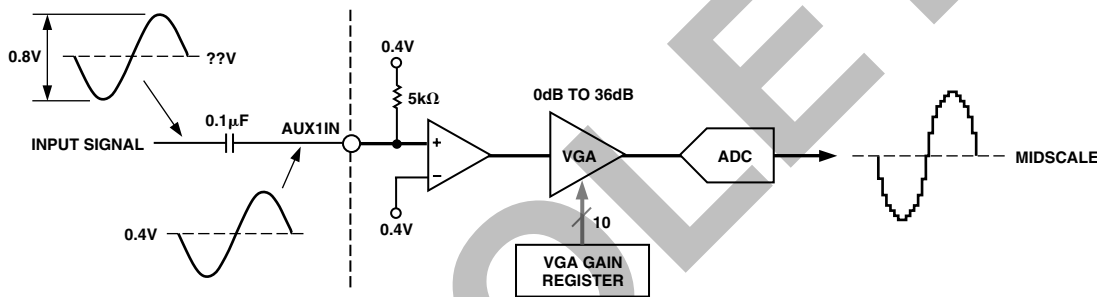 0.8V
??V
0.4V
5kΩ
0dB TO 36dB
0.1μF
AUX1IN
INPUT SIGNAL
+
VGA
ADC
MIDSCALE
–
0.4V
0.4V
10
VGA GAIN
REGISTER
OLE